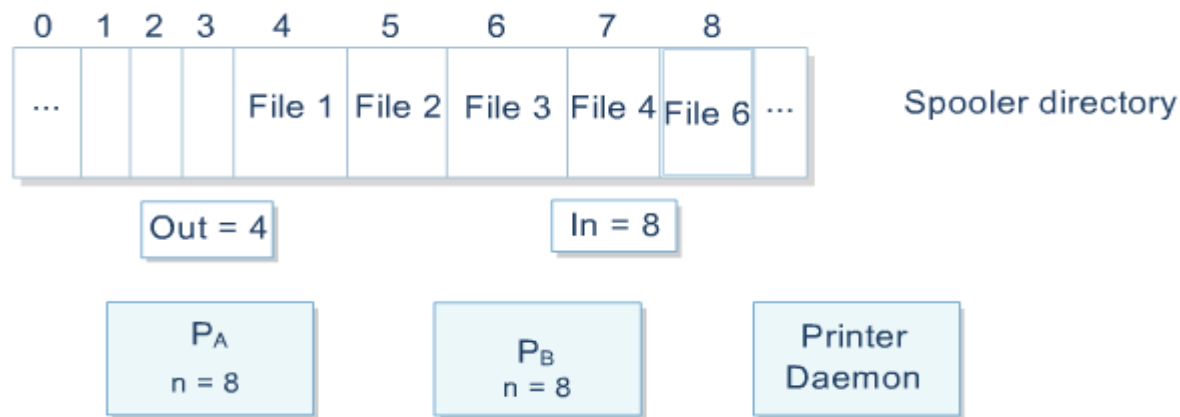 0 1 2 3 4 5 6 7 8
... File 1 File 2 File 3 File 4 File 6 ... Spooler directory
Out = 4 In = 8
PA PB Printer
n = 8 n = 8 Daemon